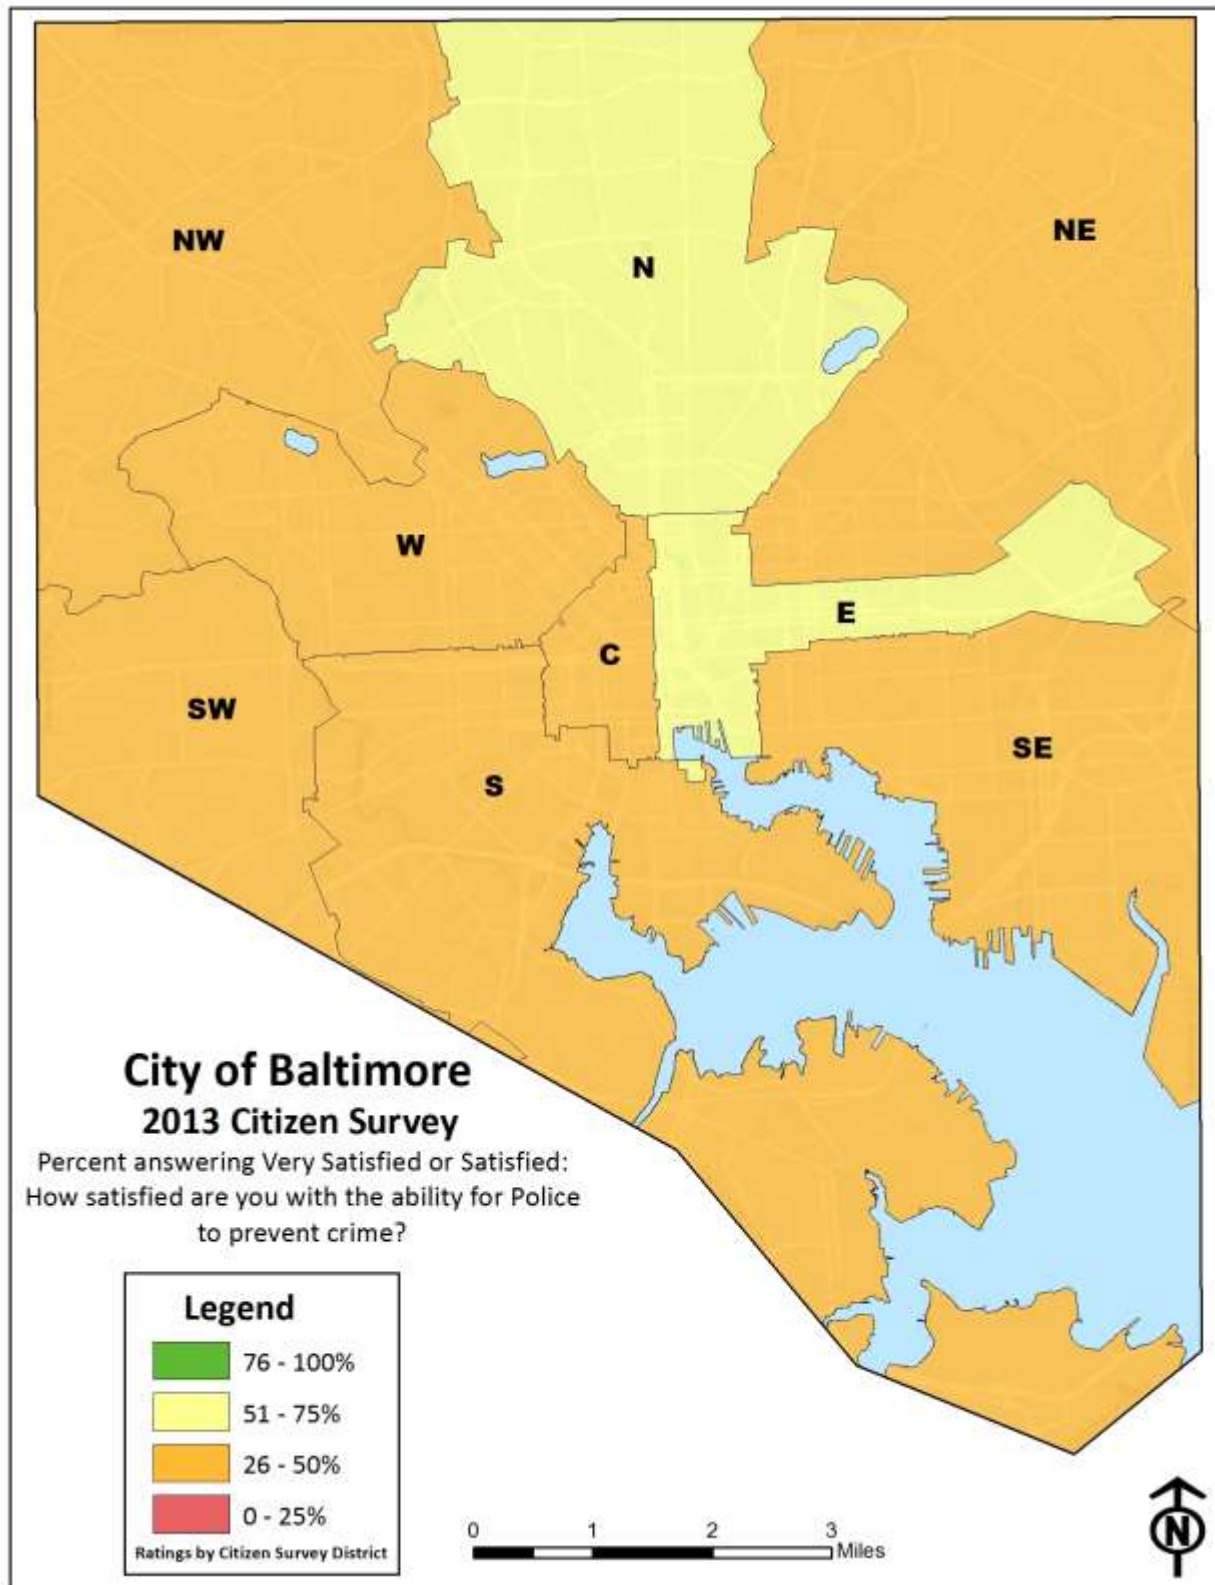 NW
NE
N
W
E
C
SW
SE
S
City of Baltimore
2013 Citizen Survey
Percent answering Very Satisfied or Satisfied:
How satisfied are you with the ability for Police
to prevent crime?
Legend
76 - 100%
51 - 75%
26 - 50%
0 - 25%
Ratings by Citizen Survey District
0 1 2 3
Miles
N